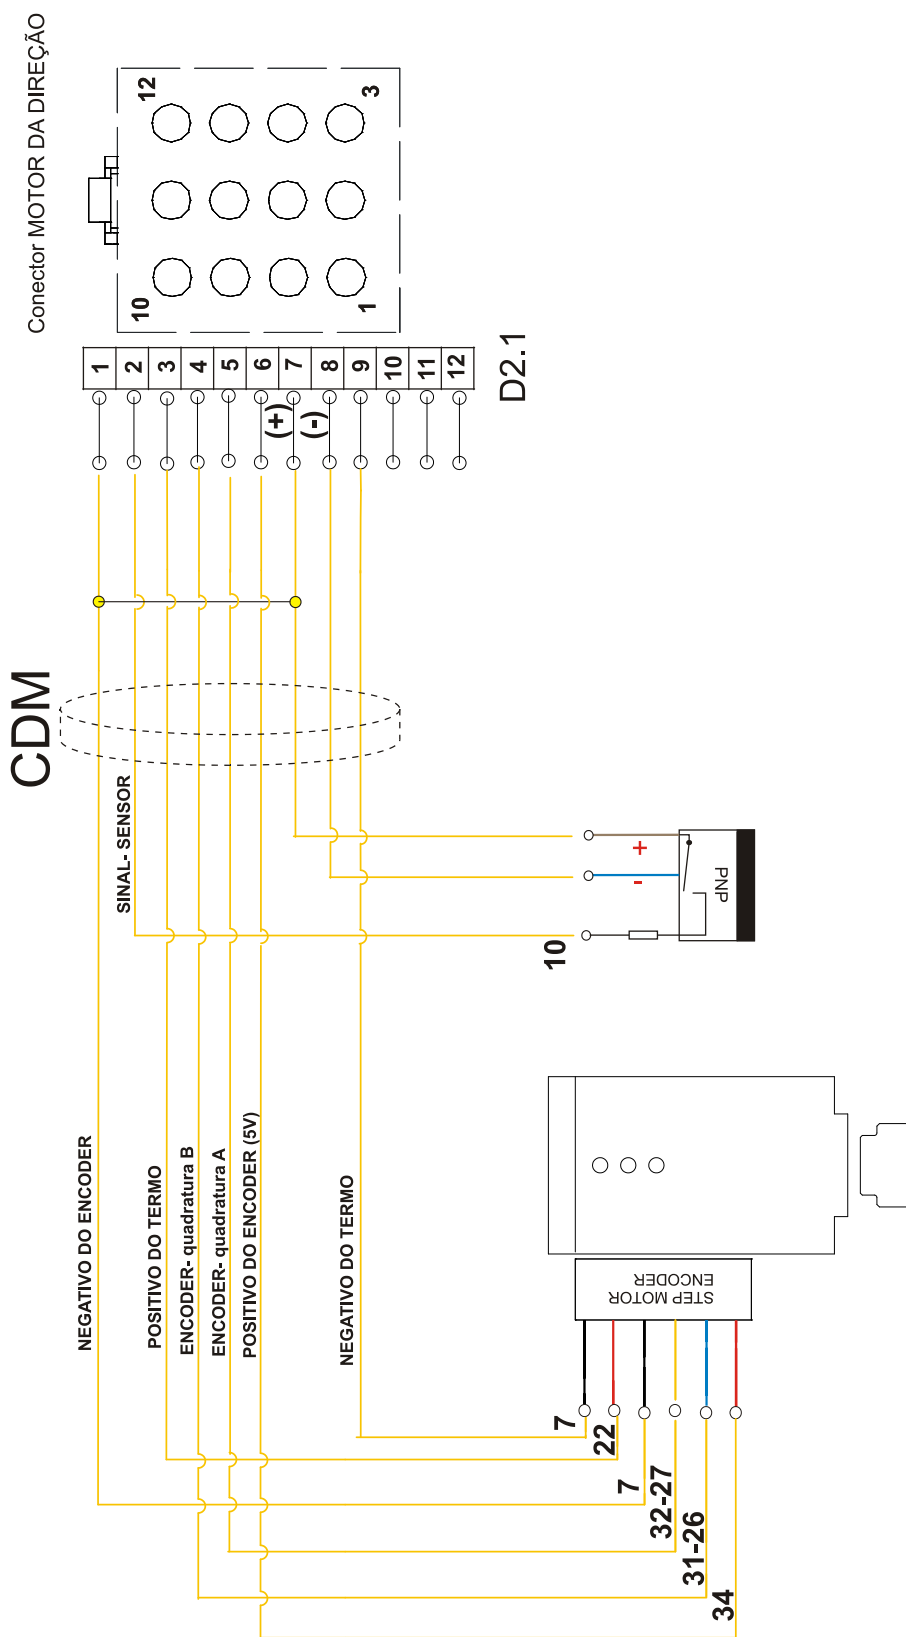 Conector MOTOR DA DIREÇÃO
12
3
10
1
1
2
3
4
5
6
7
8
9
10
11
12
D2.1
(+)
(-)
CDM
SINAL- SENSOR
+
-
PNP
10
NEGATIVO DO ENCODER
POSITIVO DO TERMO
ENCODER- quadratura B
ENCODER- quadratura A
POSITIVO DO ENCODER (5V)
NEGATIVO DO TERMO
STEP MOTOR
ENCODER
7
22
7
32-27
31-26
34